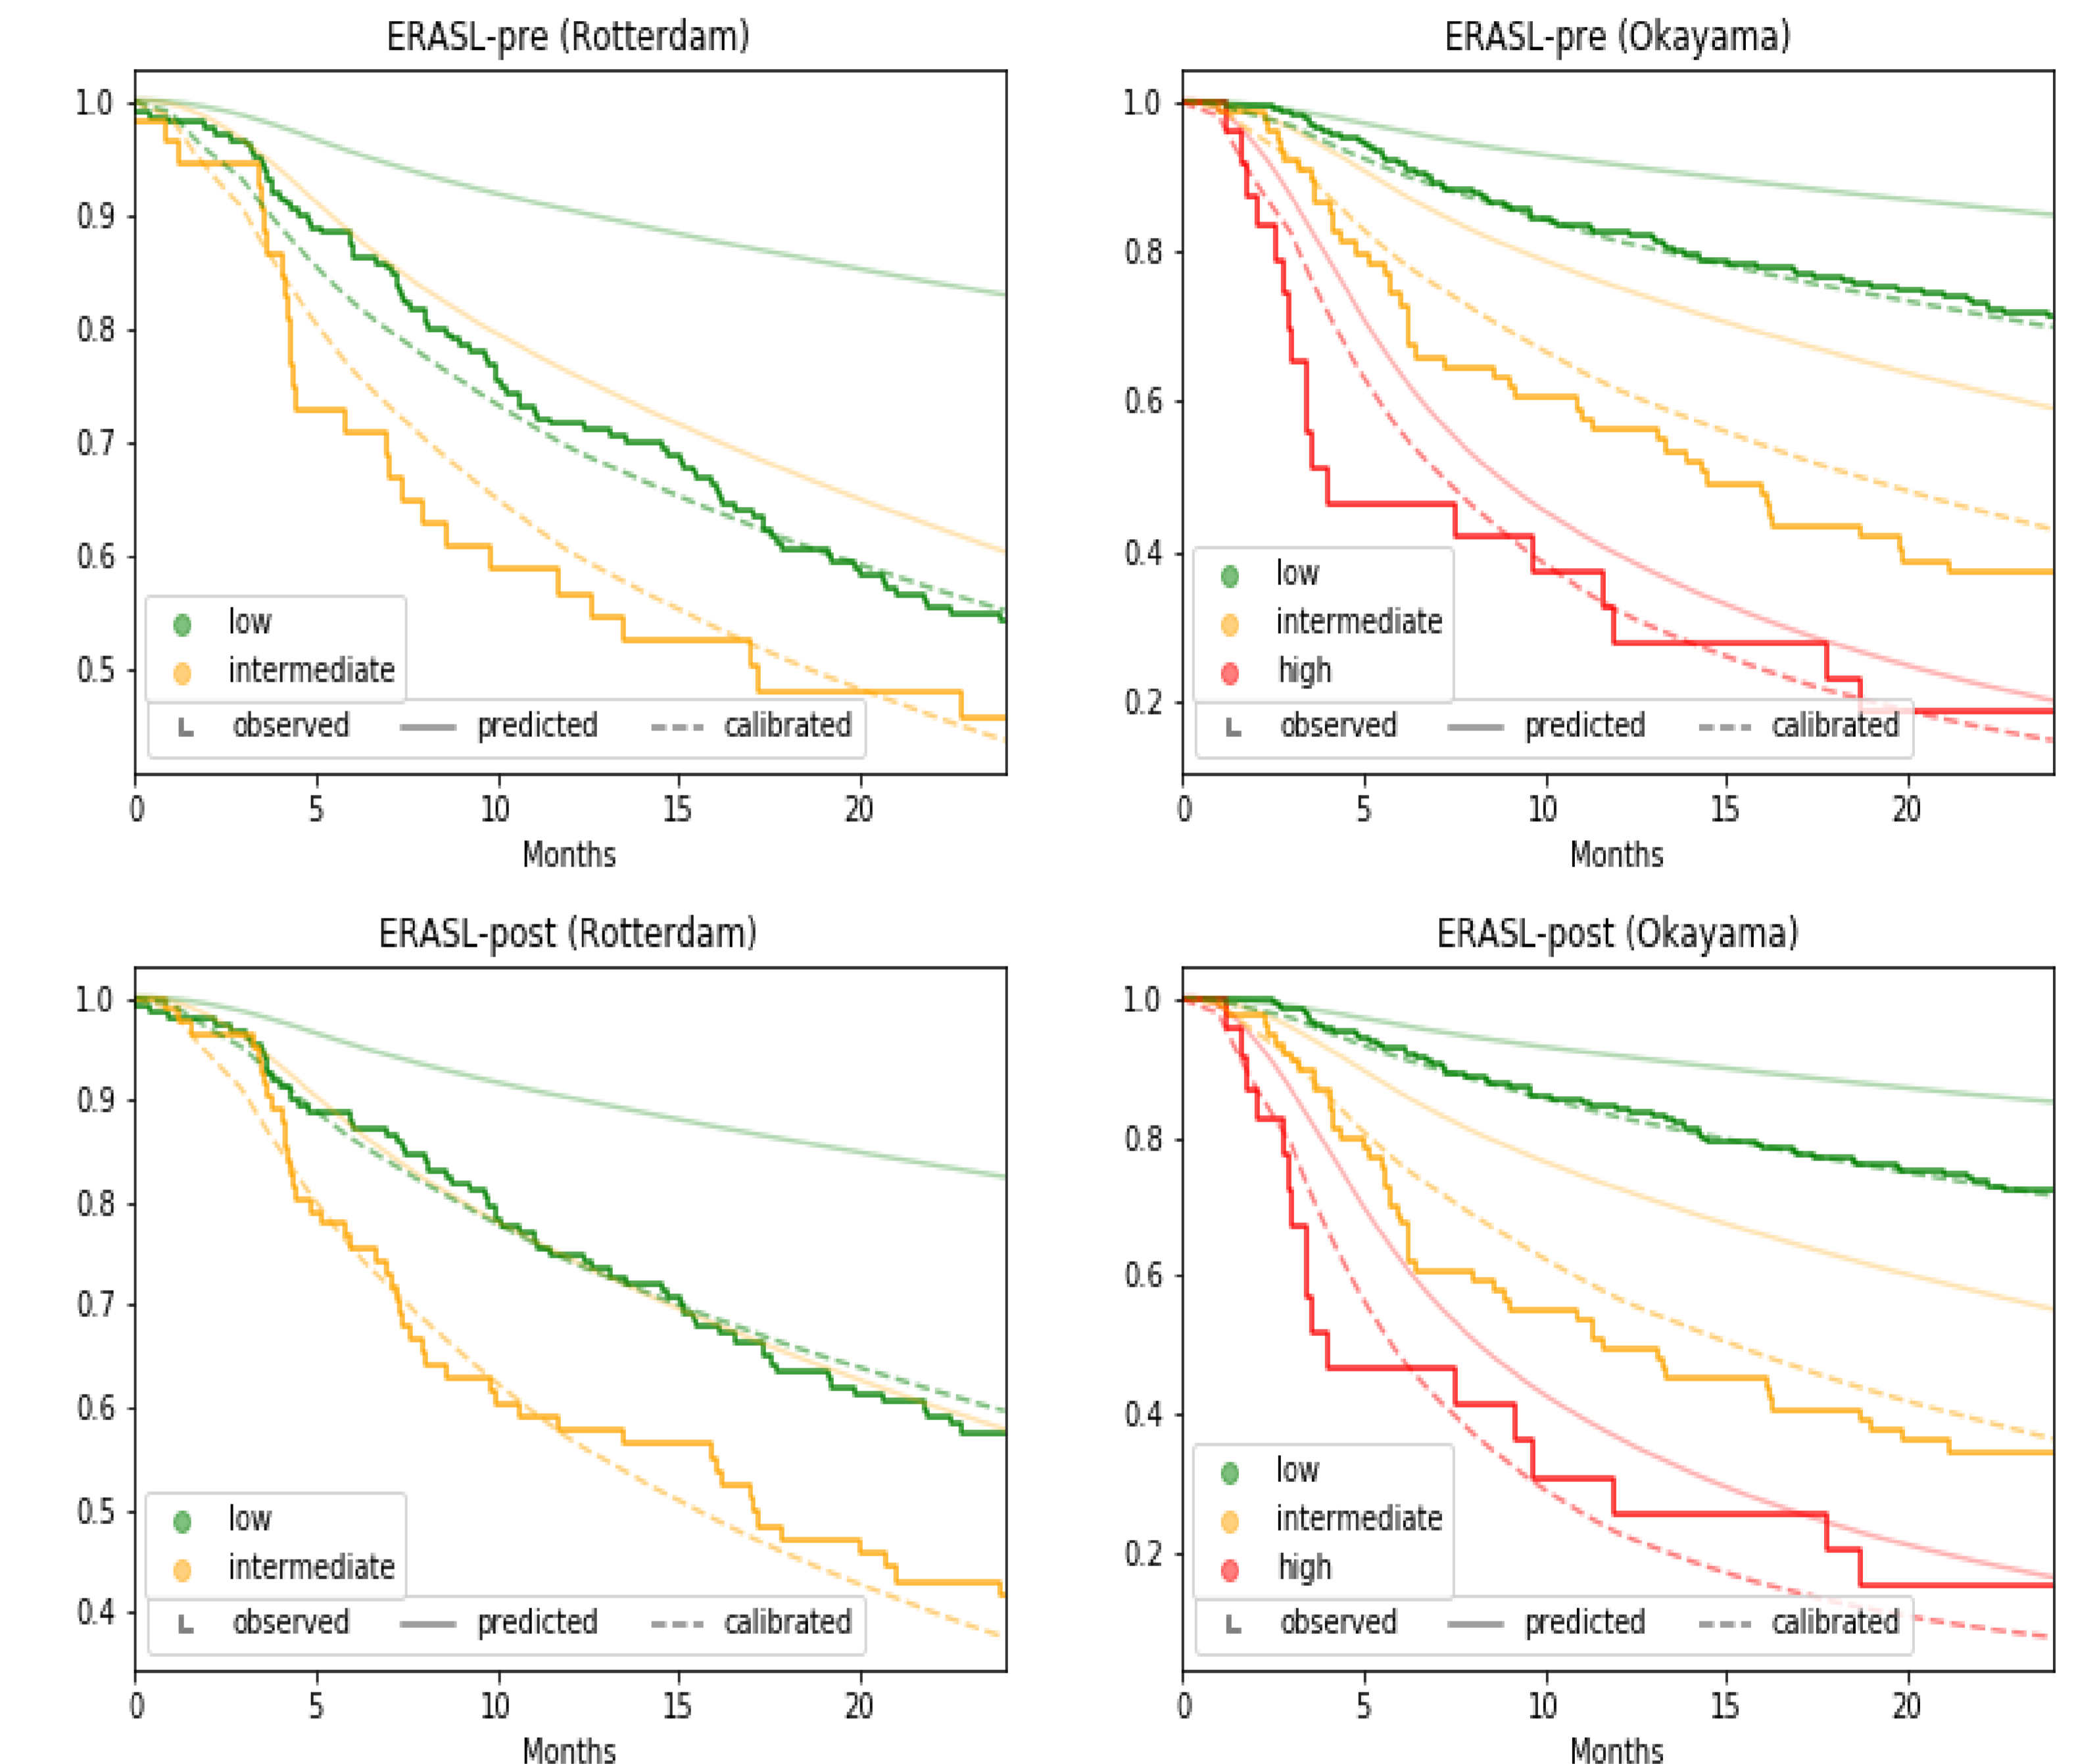 ERASL-pre (Rotterdam)
1.0
0.9
0.8
0.7
0.6
0.5
low
intermediate
observed predicted calibrated
0 5 10 15 20
Months
ERASL-pre (Okayama)
1.0
0.8
0.6
0.4
0.2
low
intermediate
high
observed predicted calibrated
0 5 10 15 20
Months
ERASL-post (Rotterdam)
1.0
0.9
0.8
0.7
0.6
0.5
0.4
low
intermediate
observed predicted calibrated
0 5 10 15 20
Months
ERASL-post (Okayama)
1.0
0.8
0.6
0.4
0.2
low
intermediate
high
observed predicted calibrated
0 5 10 15 20
Months